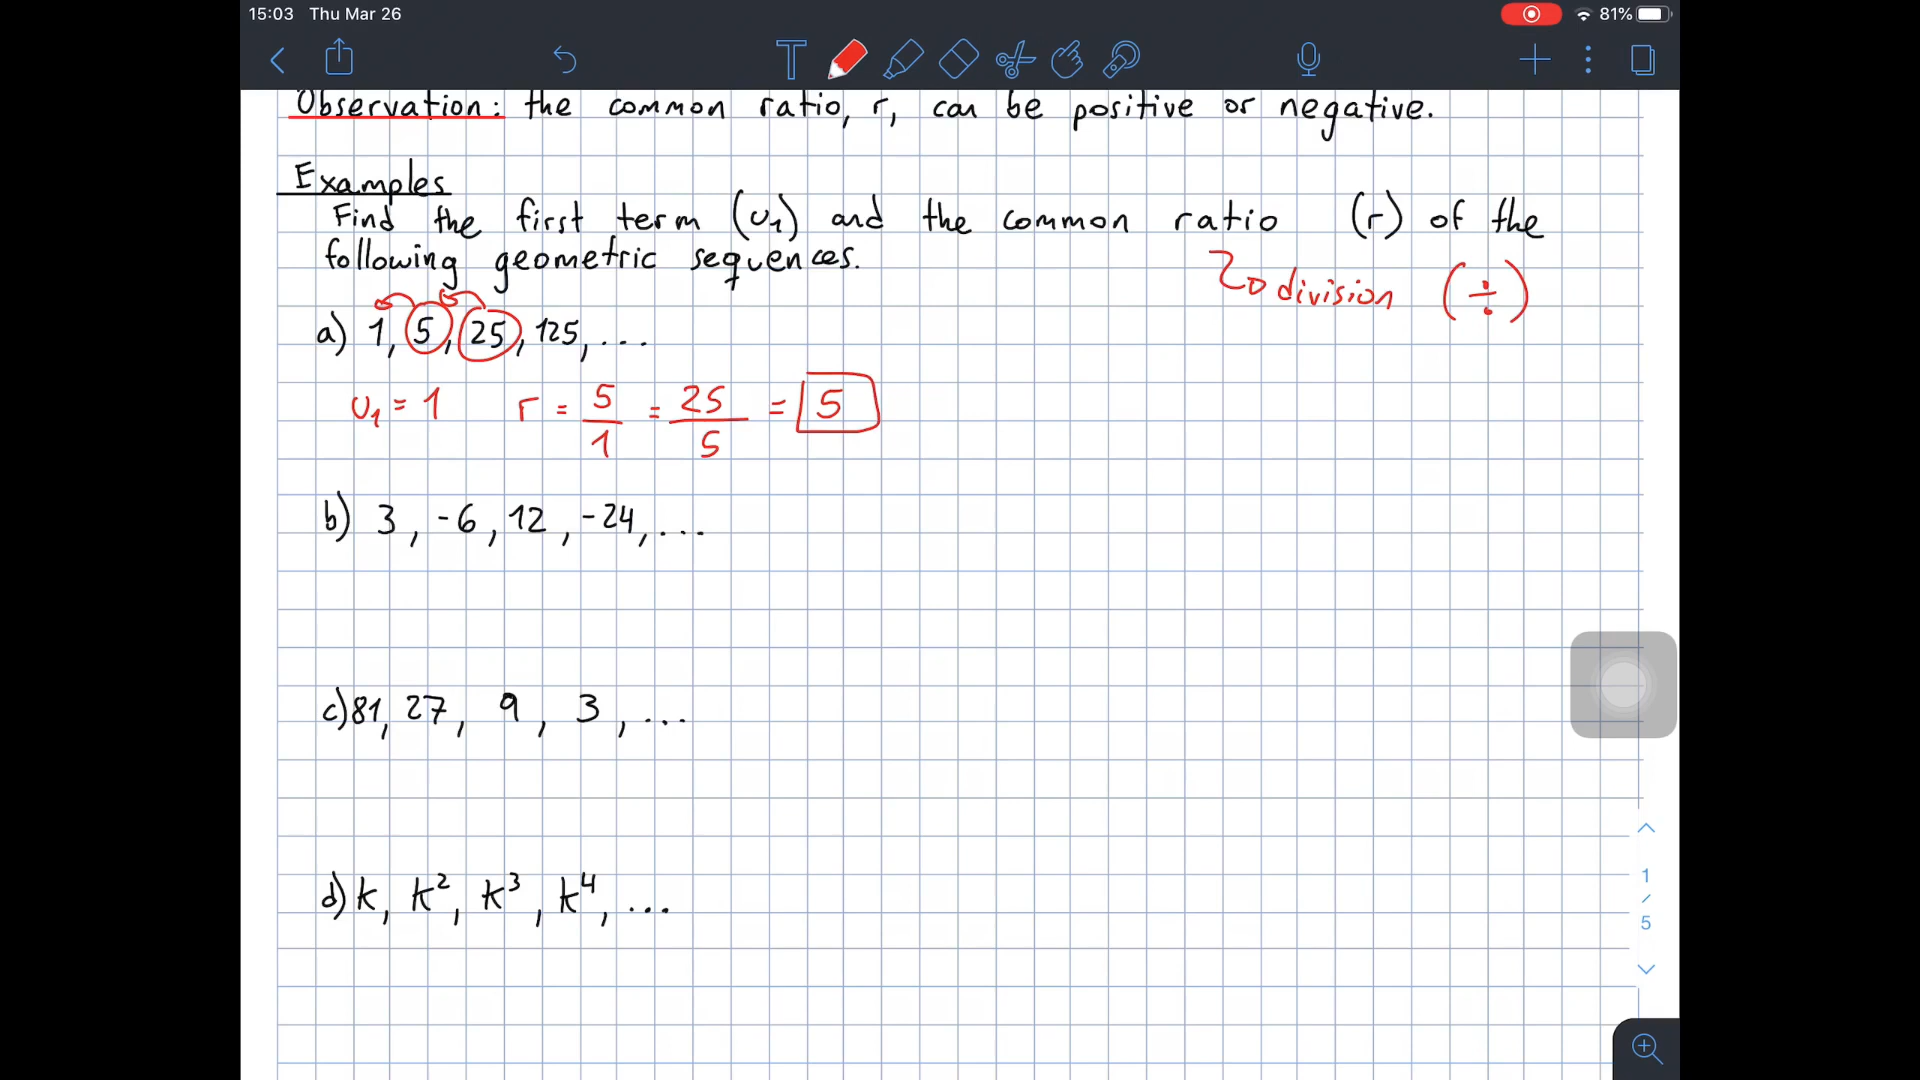 15:03 Thu Mar 26 81%
Observation: the common ratio, r, can be positive or negative.
Examples
Find the first term (u₁) and the common ratio (r) of the
following geometric sequences.
division (÷)
a) 1, 5, 25, 125, ...
u₁ = 1 r = 5/1 = 25/5 = 5
b) 3, -6, 12, -24, ...
c) 81, 27, 9, 3, ...
d) k, k², k³, k⁴, ...
1
/
5